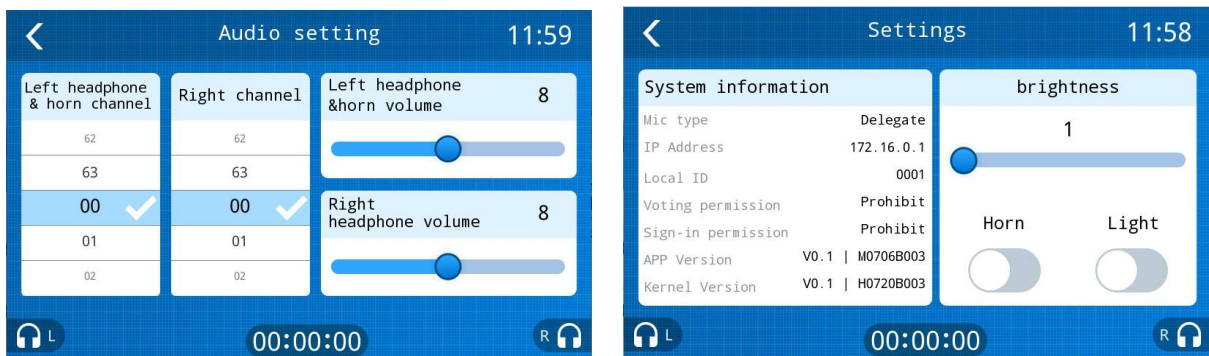 Audio setting
11:59
Left headphone
& horn channel
62
63
00
01
02
Right channel
62
63
00
01
02
Left headphone
&horn volume
8
Right
headphone volume
8
L
00:00:00
R
Settings
11:58
System information
Mic type Delegate
IP Address 172.16.0.1
Local ID 0001
Voting permission Prohibit
Sign-in permission Prohibit
APP Version V0.1 | M0706B003
Kernel Version V0.1 | H0720B003
brightness
1
Horn
Light
L
00:00:00
R